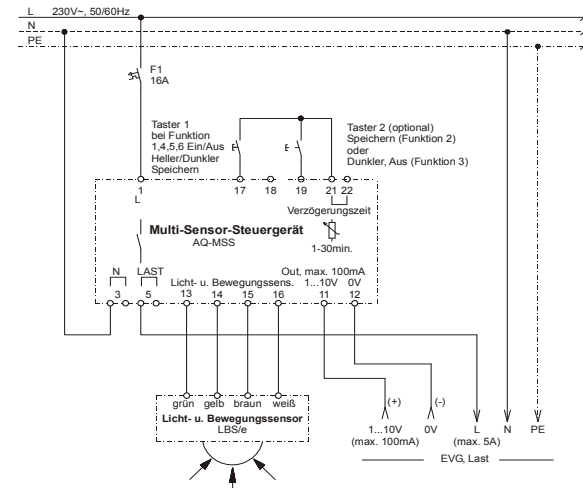 L 230V~, 50/60Hz
N
PE
F1
16A
Taster 1
bei Funktion
1,4,5,6 Ein/Aus
Heller/Dunkler
Speichern
Taster 2 (optional)
Speichern (Funktion 2)
oder
Dunkler, Aus (Funktion 3)
E
E
1 17 18 19 21 22
L
Verzögerungszeit
Multi-Sensor-Steuergerät
AQ-MSS
1-30min.
N LAST
Out, max. 100mA
Licht- u. Bewegungssens. 1...10V 0V
3 5 13 14 15 16 11 12
grün gelb braun weiß
Licht- u. Bewegungssensor
LBS/e
(+) (-)
1...10V 0V L N PE
(max. 100mA) (max. 5A)
EVG, Last